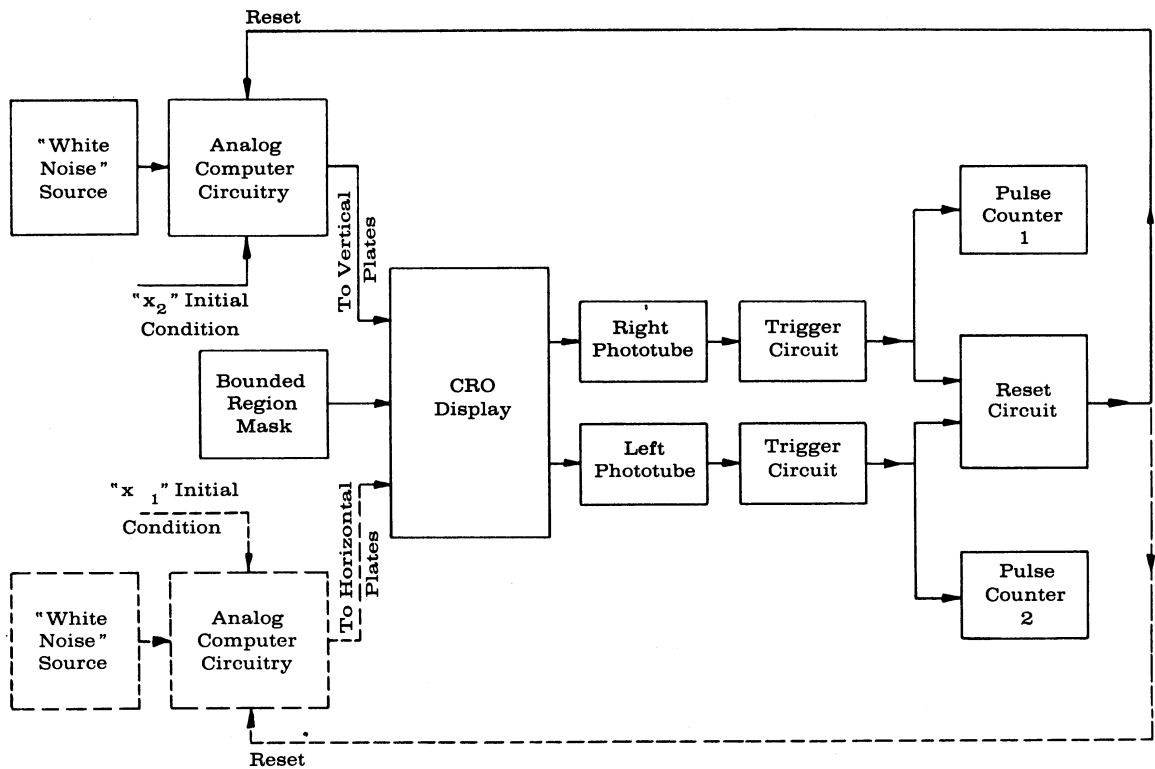 Reset
“White
Noise”
Source
Analog
Computer
Circuitry
“x2” Initial
Condition
To Vertical
Plates
Bounded
Region
Mask
CRO
Display
Right
Phototube
Trigger
Circuit
Pulse
Counter
1
Reset
Circuit
Left
Phototube
Trigger
Circuit
Pulse
Counter
2
“x 1” Initial
Condition
To Horizontal
Plates
“White
Noise”
Source
Analog
Computer
Circuitry
Reset